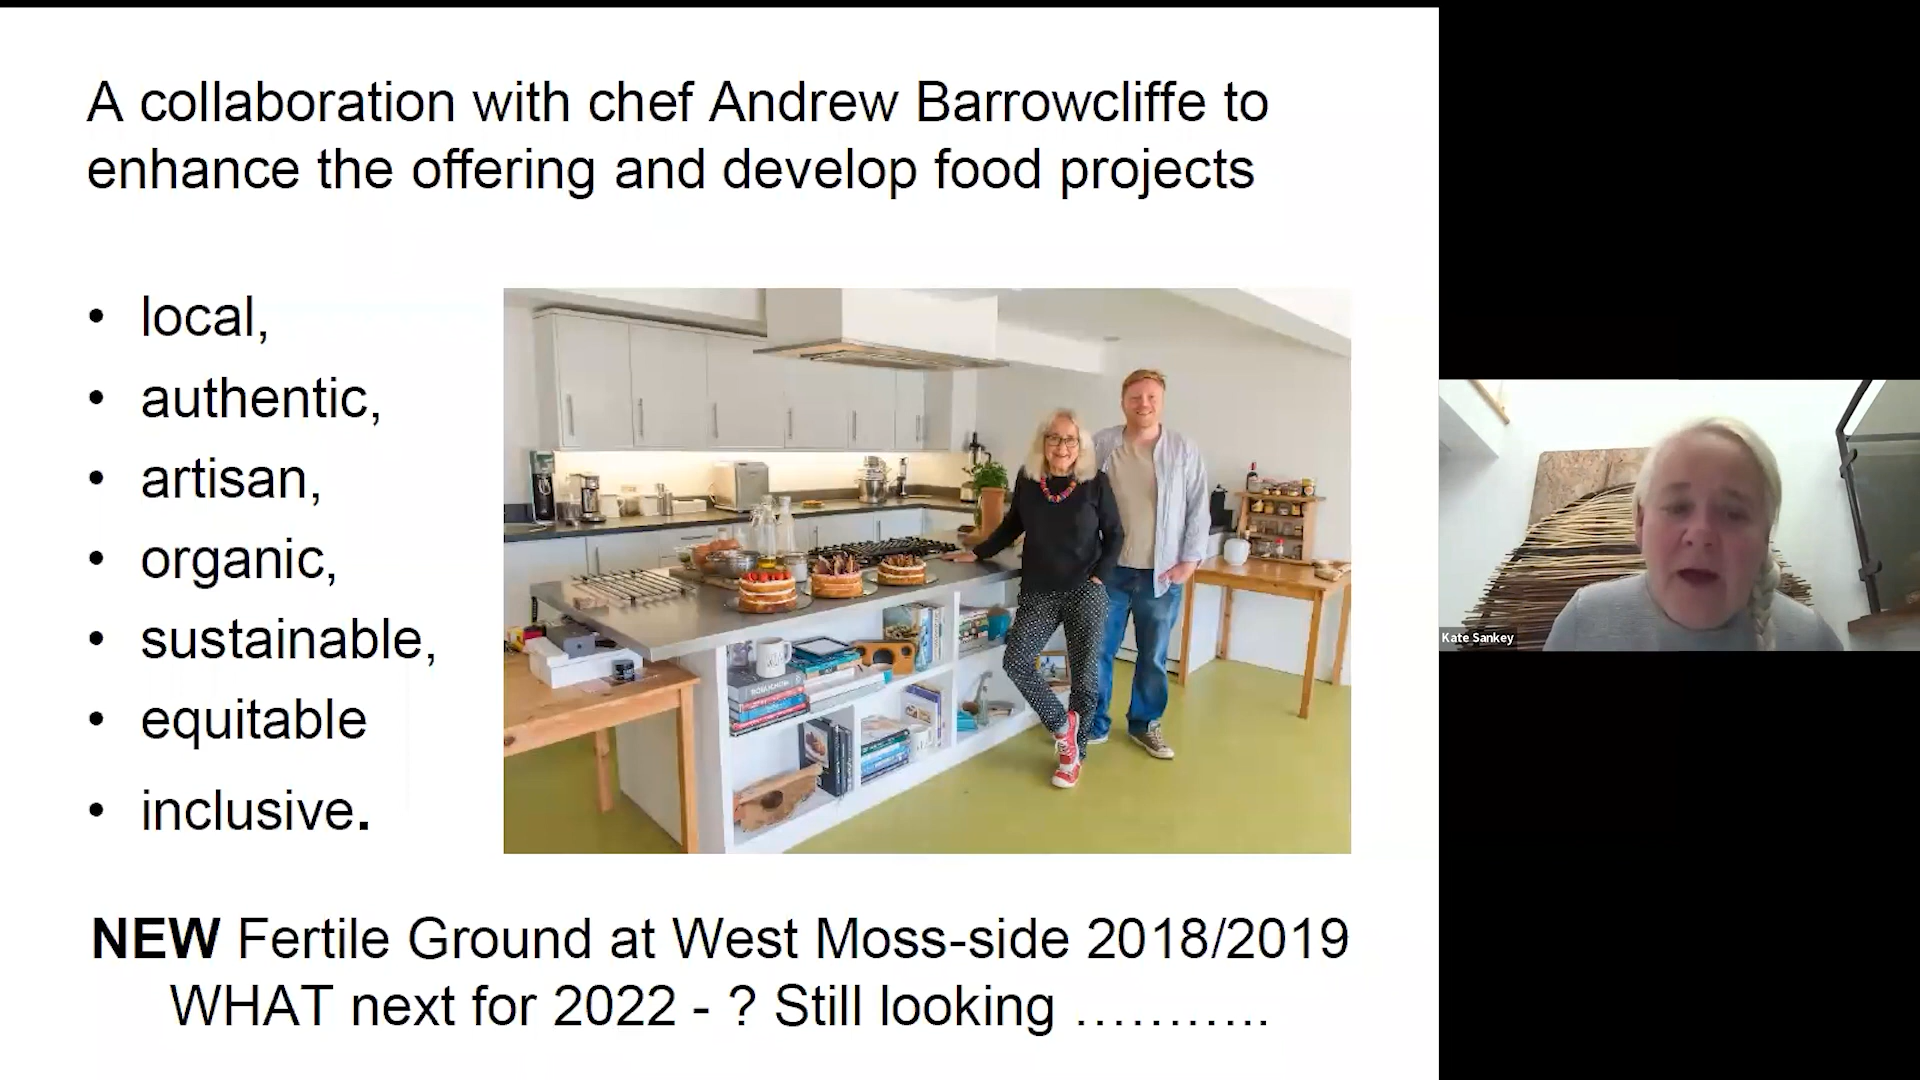 A collaboration with chef Andrew Barrowcliffe to
enhance the offering and develop food projects
• local,
• authentic,
• artisan,
• organic,
• sustainable,
• equitable
• inclusive.
NEW Fertile Ground at West Moss-side 2018/2019
WHAT next for 2022 - ? Still looking ………..
Kate Sankey